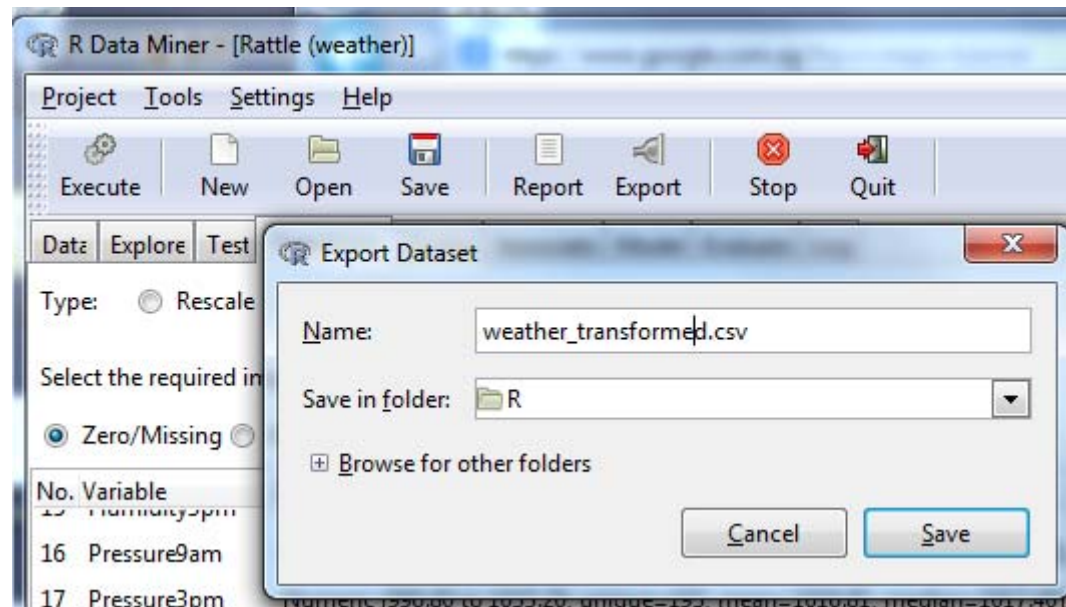 R Data Miner - [Rattle (weather)]
Project Tools Settings Help
Execute New Open Save Report Export Stop Quit
Data Explore Test
Export Dataset
Type: Rescale
Name: weather_transformed.csv
Select the required
Save in folder: R
Zero/Missing
Browse for other folders
No. Variable
Cancel Save
16 Pressure9am
17 Pressure3pm